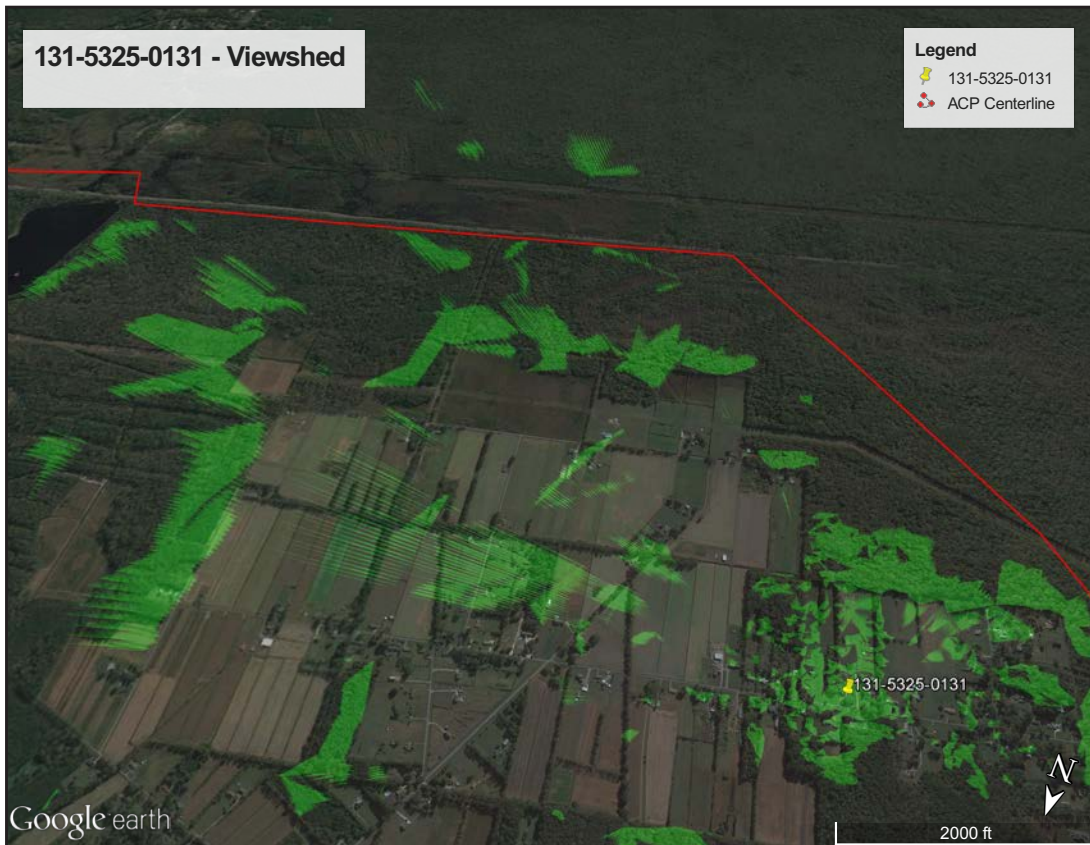 131-5325-0131 - Viewshed
Legend
131-5325-0131
ACP Centerline
131-5325-0131
N
Google earth
2000 ft